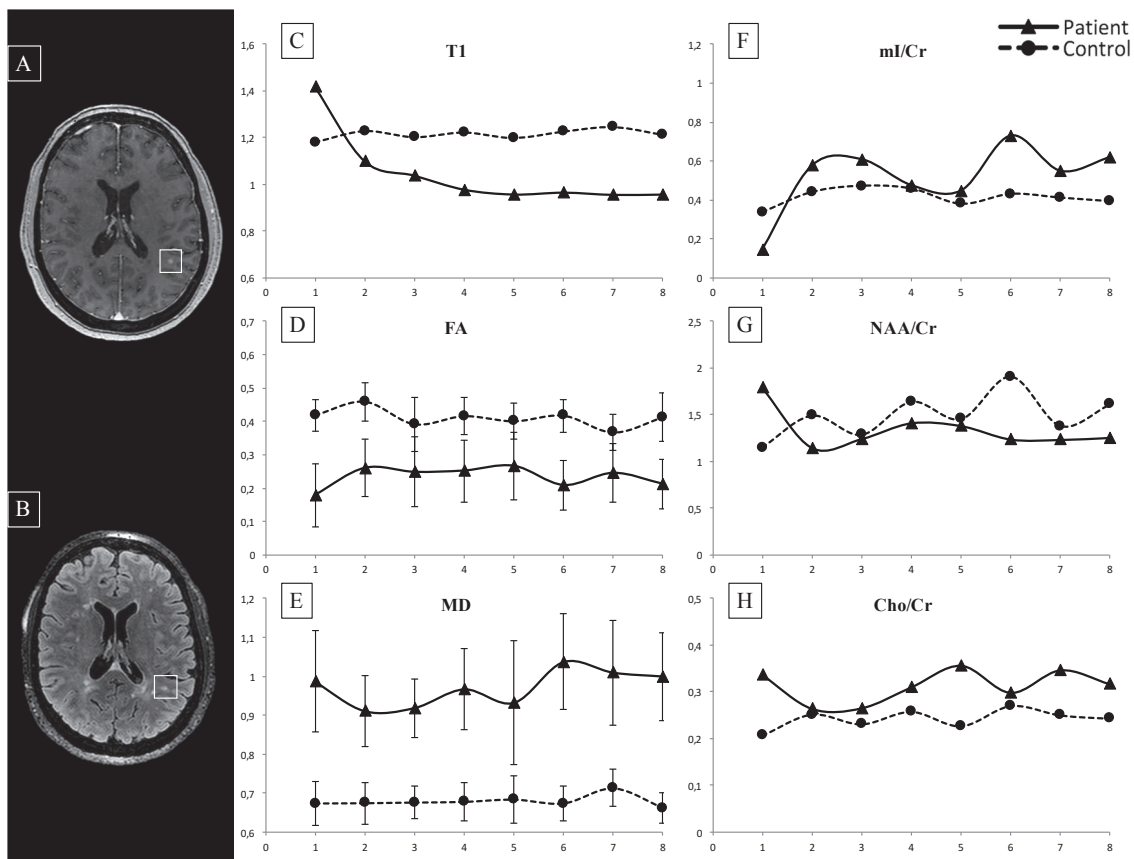 A
B
C
T1
1,6
1,4
1,2
1
0,8
0,6
0 1 2 3 4 5 6 7 8
D
FA
0,7
0,6
0,5
0,4
0,3
0,2
0,1
0
0 1 2 3 4 5 6 7 8
E
MD
1,2
1,1
1
0,9
0,8
0,7
0,6
0 1 2 3 4 5 6 7 8
Patient
Control
F
mI/Cr
1,2
1
0,8
0,6
0,4
0,2
0
0 1 2 3 4 5 6 7 8
G
NAA/Cr
2,5
2
1,5
1
0,5
0
0 1 2 3 4 5 6 7 8
H
Cho/Cr
0,5
0,4
0,3
0,2
0,1
0
0 1 2 3 4 5 6 7 8